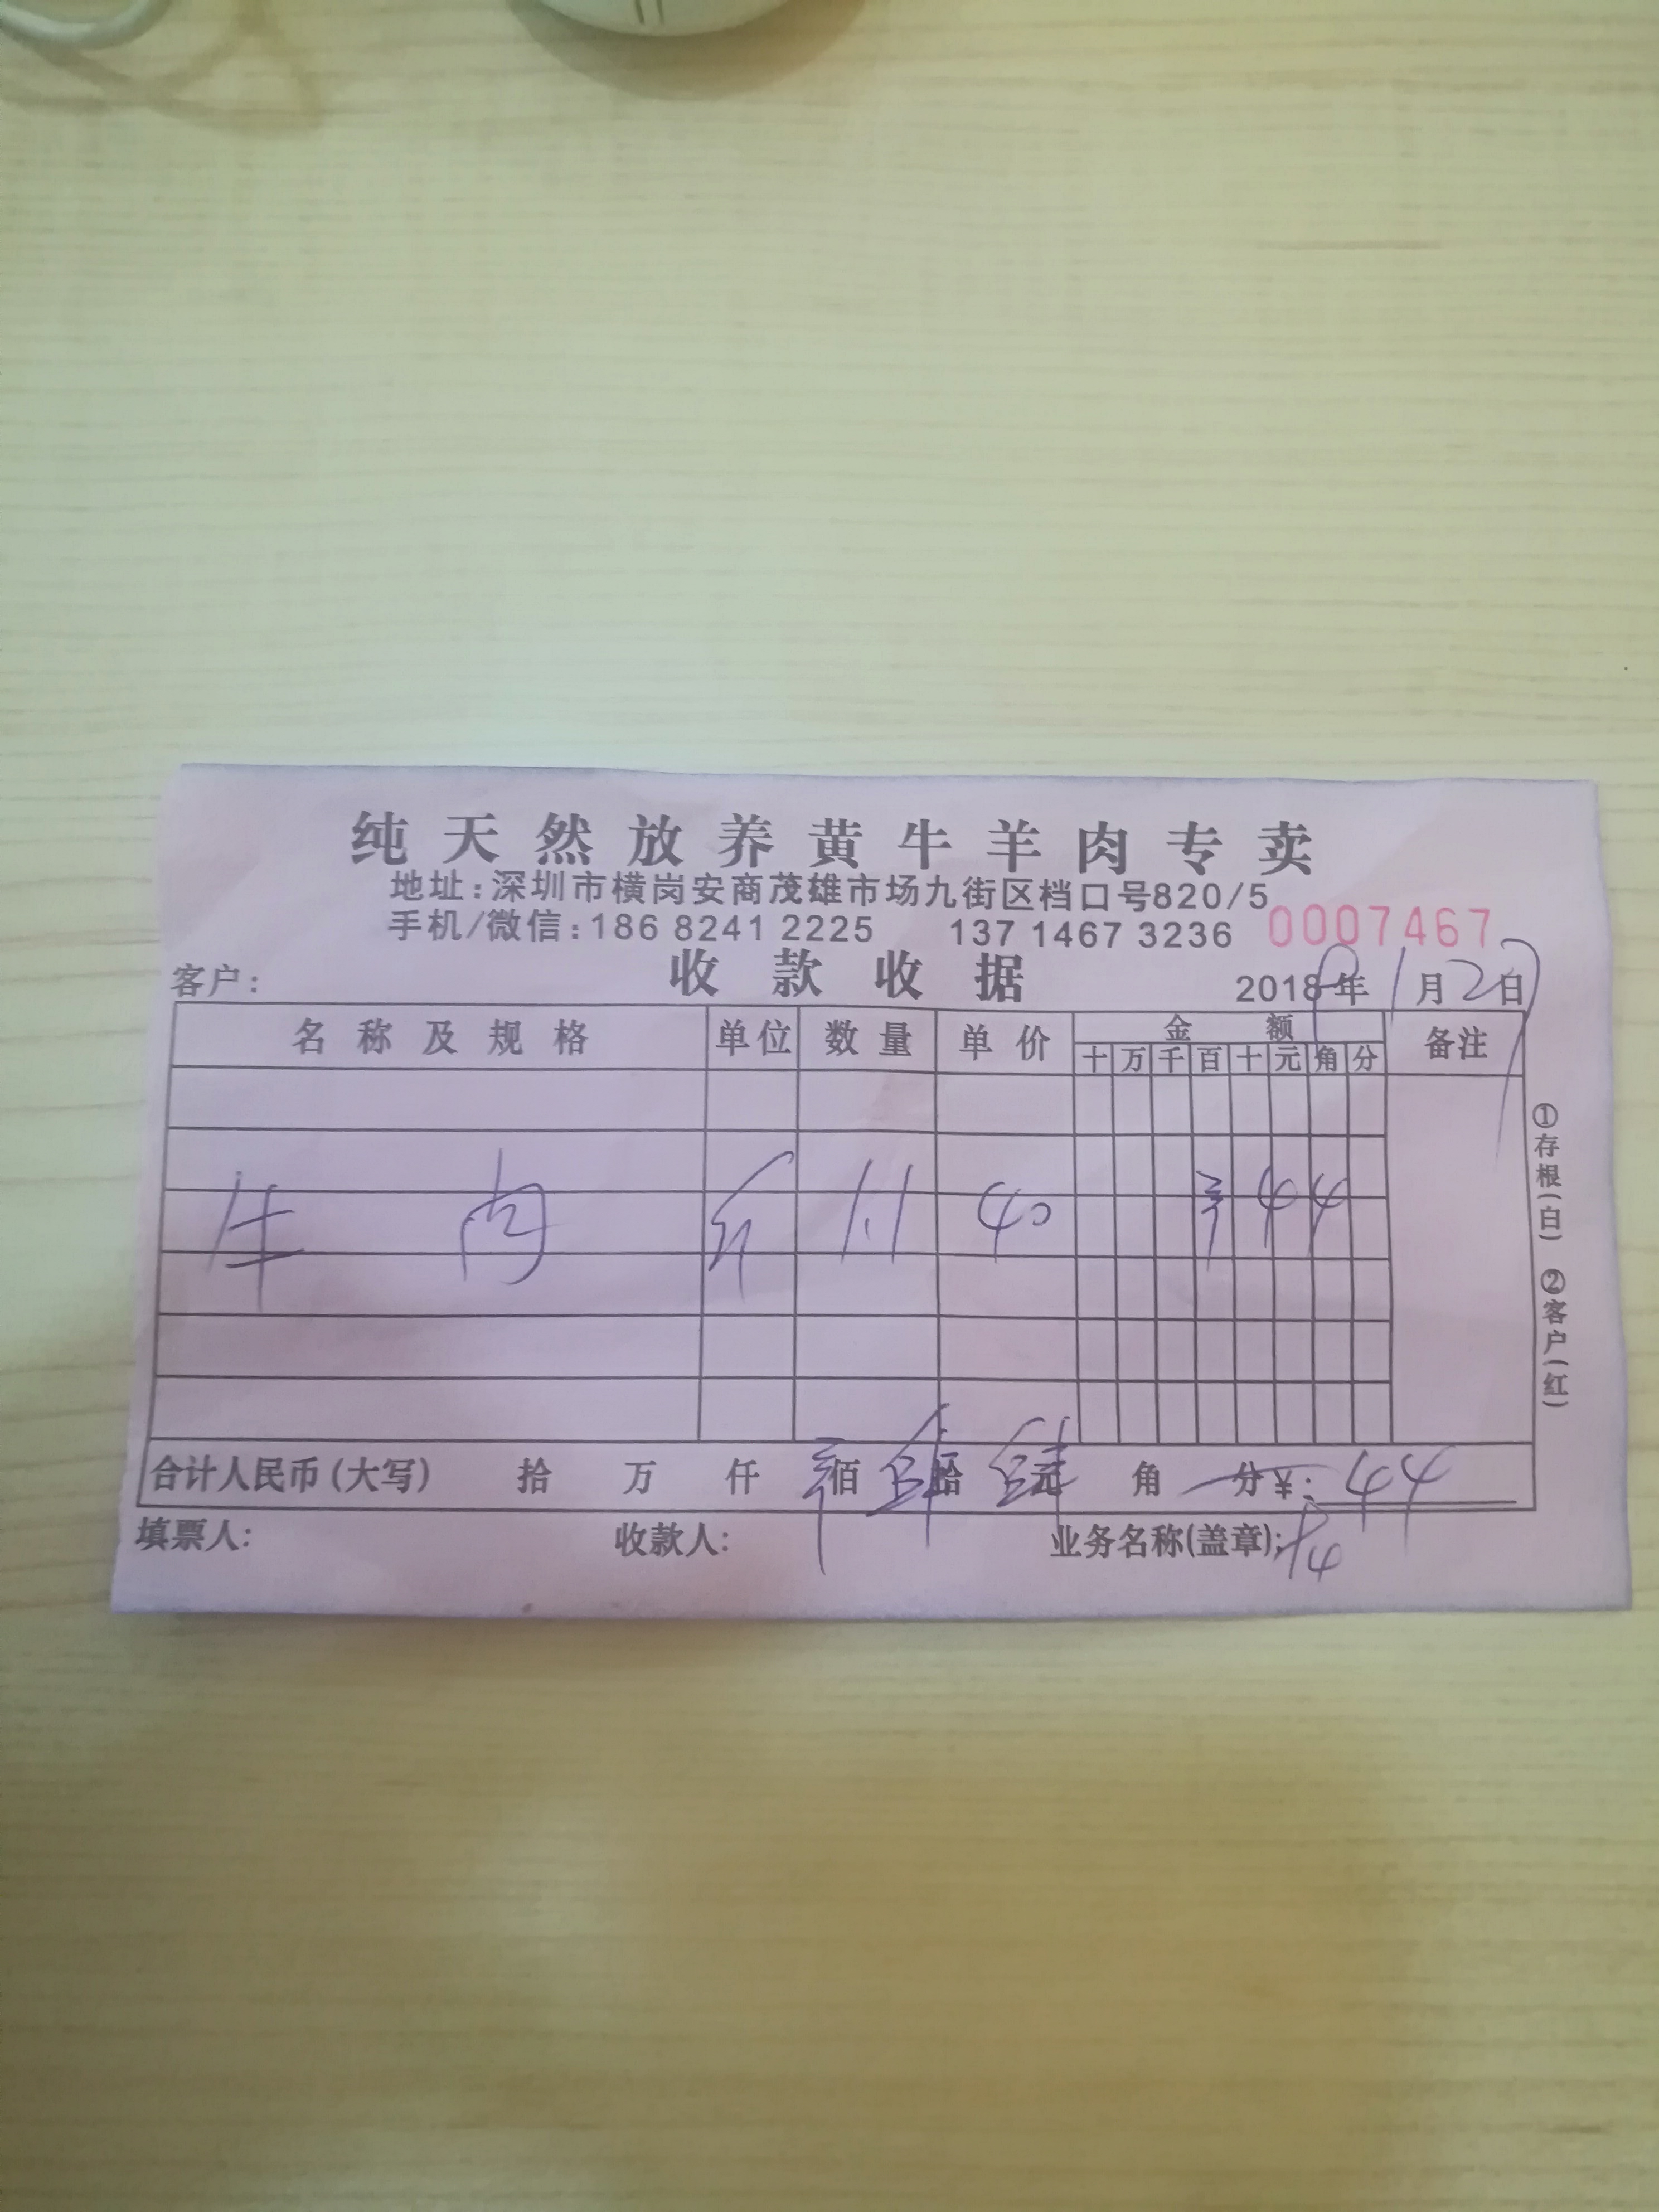 纯天然放养黄牛羊肉专卖
地址：深圳市横岗安商茂雄市场九街区档口号820/5
手机/微信：186 8241 2225 137 1467 3236 0007467
客户： 收款收据 2018年1月2日
名称及规格 单位 数量 单价 金额 备注
十 万 千 百 十 元 角 分
牛肉 斤 1.1 40 ¥ 4 4
合计人民币（大写） 拾 万 仟 佰 肆拾 肆元 角 分 ¥：44
填票人： 收款人： 业务名称(盖章)：
①存根(白) ②客户(红)